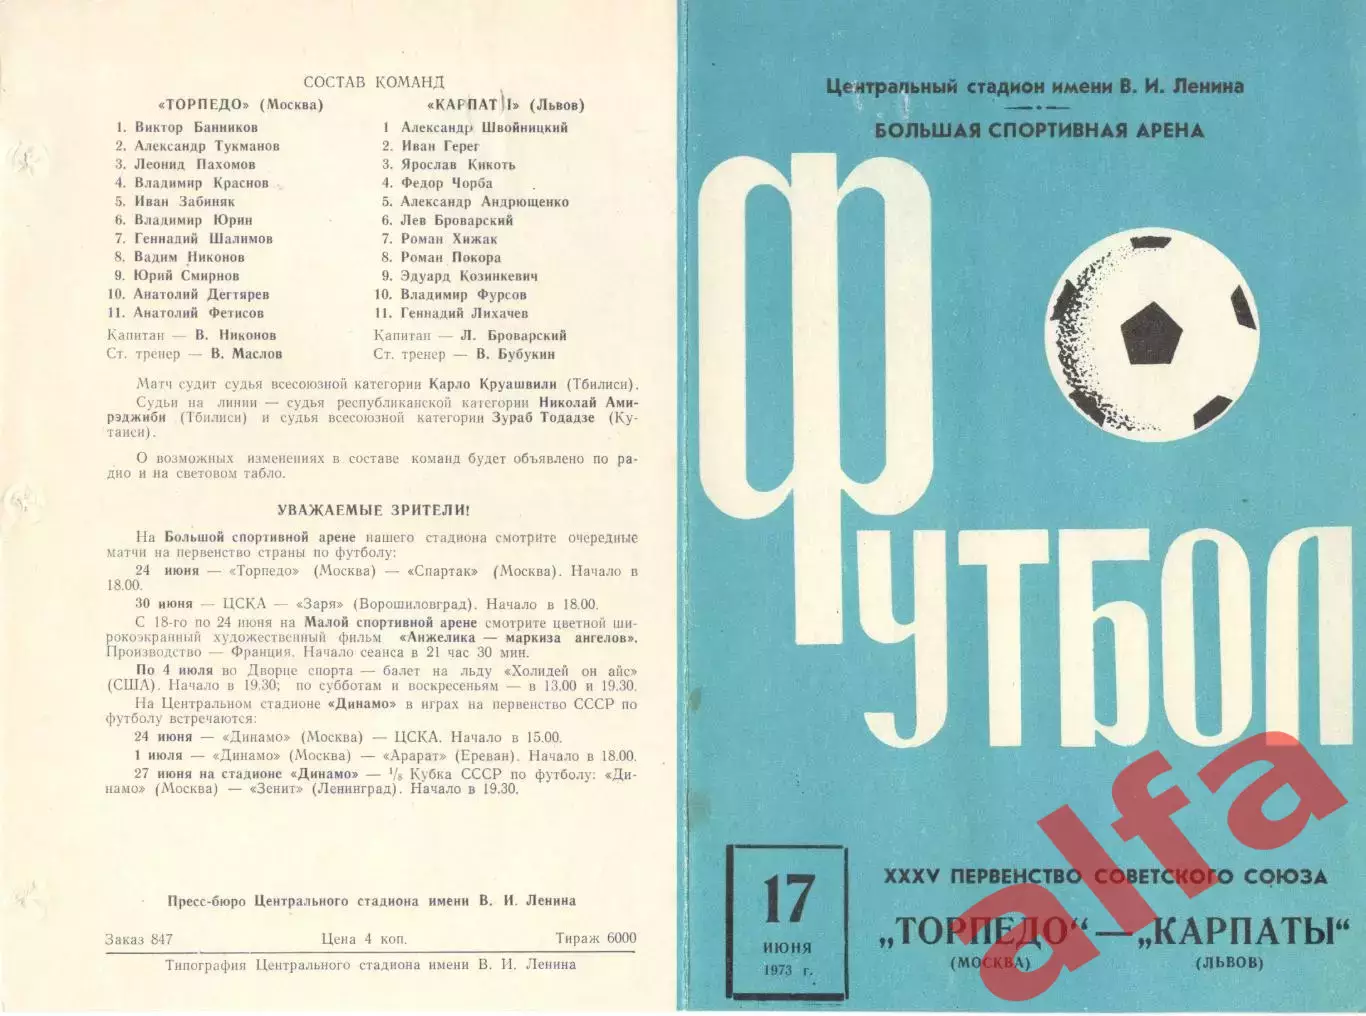 СОСТАВ КОМАНД
«ТОРПЕДО» (Москва)
1. Виктор Банников
2. Александр Тукманов
3. Леонид Пахомов
4. Владимир Краснов
5. Иван Забиняк
6. Владимир Юрин
7. Геннадий Шалимов
8. Вадим Никонов
9. Юрий Смирнов
10. Анатолий Дегтярев
11. Анатолий Фетисов
Капитан — В. Никонов
Ст. тренер — В. Маслов
«КАРПАТЫ» (Львов)
1 Александр Швойницкий
2. Иван Герег
3. Ярослав Кикоть
4. Федор Чорба
5. Александр Андрющенко
6. Лев Броварский
7. Роман Хижак
8. Роман Покора
9. Эдуард Козинкевич
10. Владимир Фурсов
11. Геннадий Лихачев
Капитан — Л. Броварский
Ст. тренер — В. Бубукин
Матч судит судья всесоюзной категории Карло Круашвили (Тбилиси).
Судьи на линии — судья республиканской категории Николай Ами-
рэджиби (Тбилиси) и судья всесоюзной категории Зураб Тодадзе (Ку-
таиси).
О возможных изменениях в составе команд будет объявлено по ра-
дио и на световом табло.
УВАЖАЕМЫЕ ЗРИТЕЛИ!
На Большой спортивной арене нашего стадиона смотрите очередные
матчи на первенство страны по футболу:
24 июня — «Торпедо» (Москва) — «Спартак» (Москва). Начало в
18.00.
30 июня — ЦСКА — «Заря» (Ворошиловград). Начало в 18.00.
С 18-го по 24 июня на Малой спортивной арене смотрите цветной ши-
рокоэкранный художественный фильм «Анжелика — маркиза ангелов».
Производство — Франция. Начало сеанса в 21 час 30 мин.
По 4 июля во Дворце спорта — балет на льду «Холидей он айс»
(США). Начало в 19.30; по субботам и воскресеньям — в 13.00 и 19.30.
На Центральном стадионе «Динамо» в играх на первенство СССР по
футболу встречаются:
24 июня — «Динамо» (Москва) — ЦСКА. Начало в 15.00.
1 июля — «Динамо» (Москва) — «Арарат» (Ереван). Начало в 18.00.
27 июня на стадионе «Динамо» — 1/8 Кубка СССР по футболу: «Ди-
намо» (Москва) — «Зенит» (Ленинград). Начало в 19.30.
Пресс-бюро Центрального стадиона имени В. И. Ленина
Заказ 847 Цена 4 коп. Тираж 6000
Типография Центрального стадиона имени В. И. Ленина
Центральный стадион имени В. И. Ленина
БОЛЬШАЯ СПОРТИВНАЯ АРЕНА
ФУТБОЛ
17
ИЮНЯ
1973 г.
XXXV ПЕРВЕНСТВО СОВЕТСКОГО СОЮЗА
„ТОРПЕДО“ — „КАРПАТЫ“
(МОСКВА) (ЛЬВОВ)
alfa